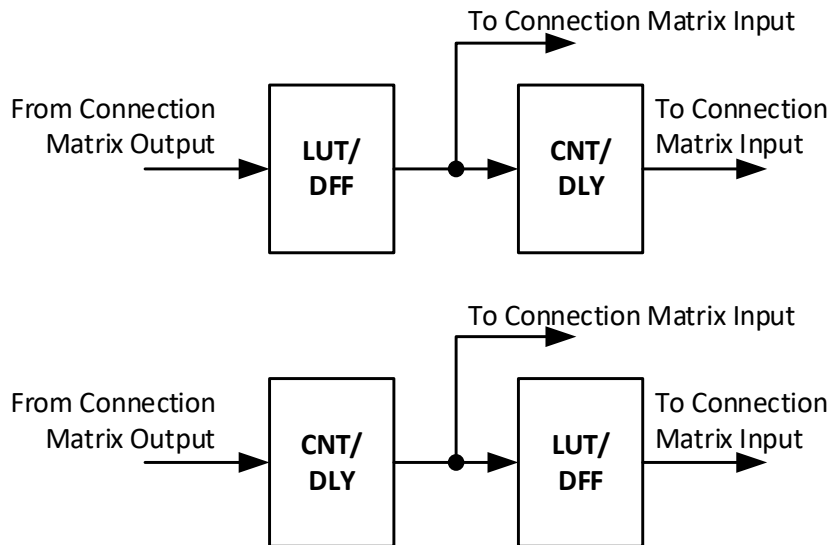 To Connection Matrix Input
From Connection
Matrix Output
LUT/
DFF
CNT/
DLY
To Connection
Matrix Input
To Connection Matrix Input
From Connection
Matrix Output
CNT/
DLY
LUT/
DFF
To Connection
Matrix Input